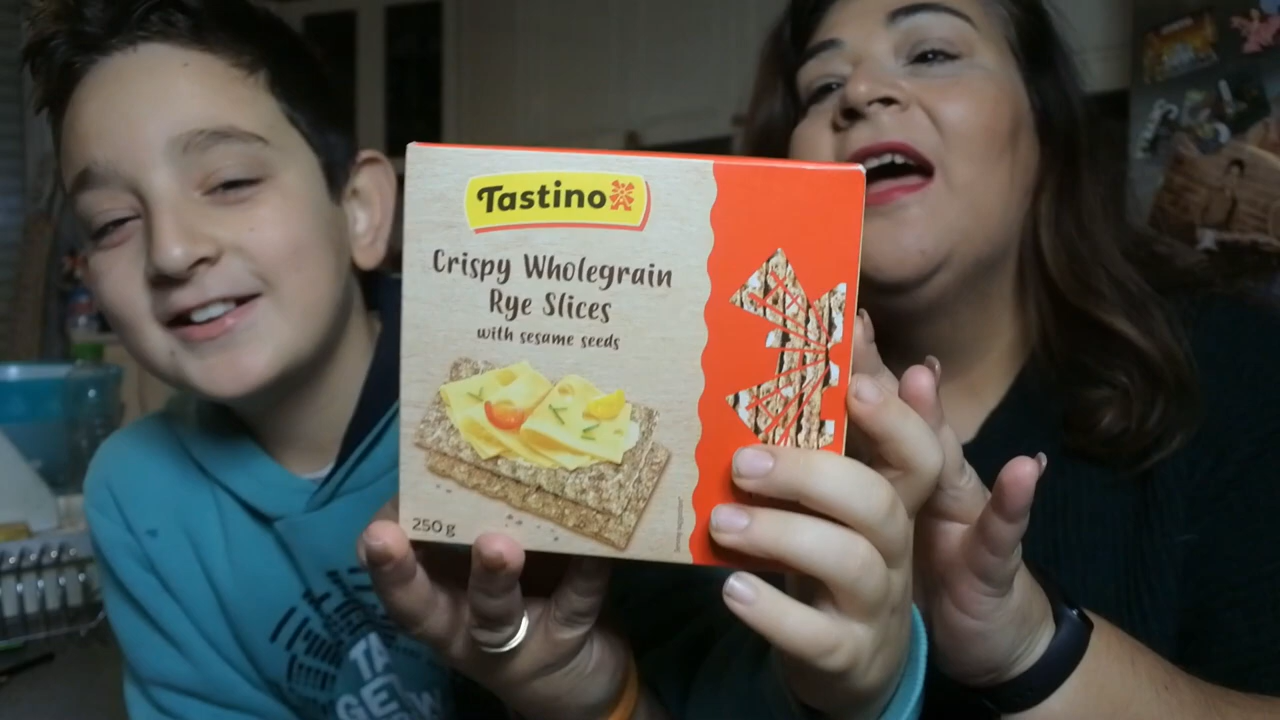 Tastino
Crispy Wholegrain
Rye Slices
with sesame seeds
250 g